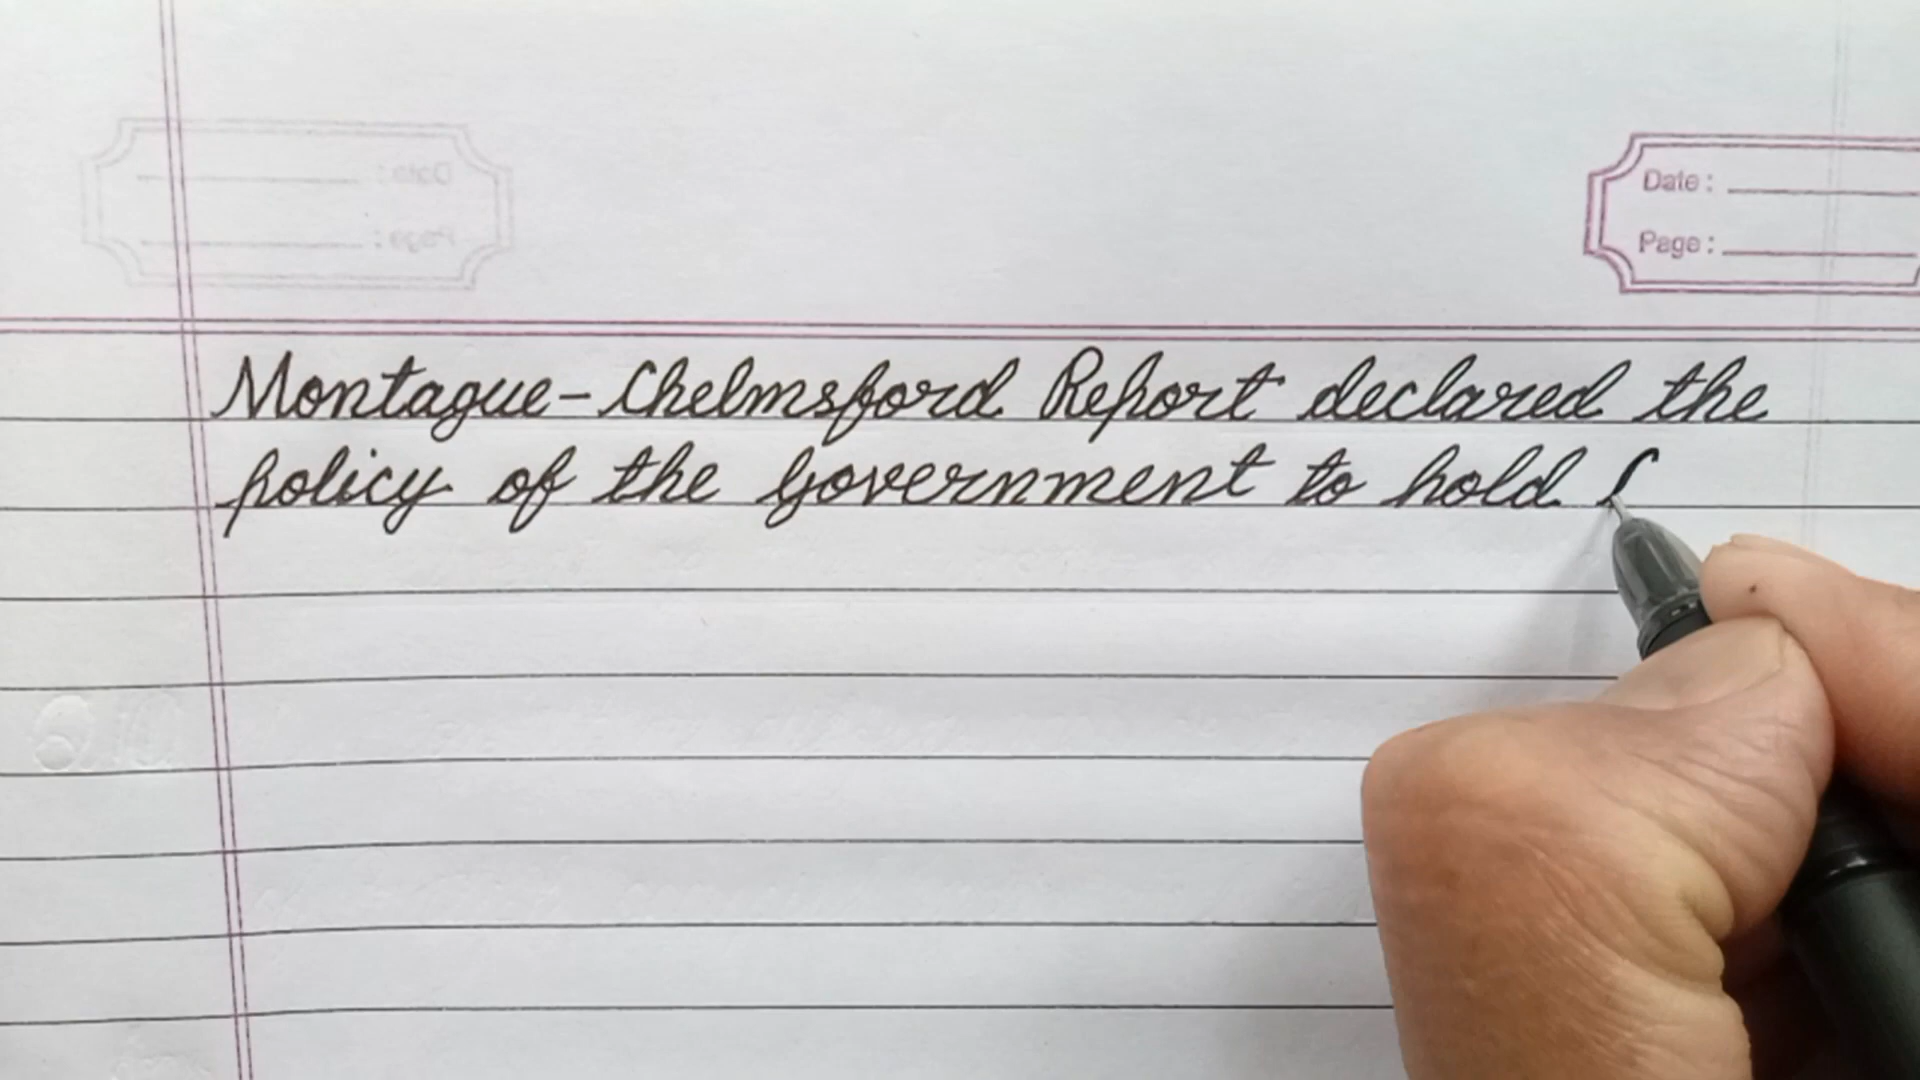 Date:
Page:
Montague-Chelmsford Report declared the
policy of the Government to hold